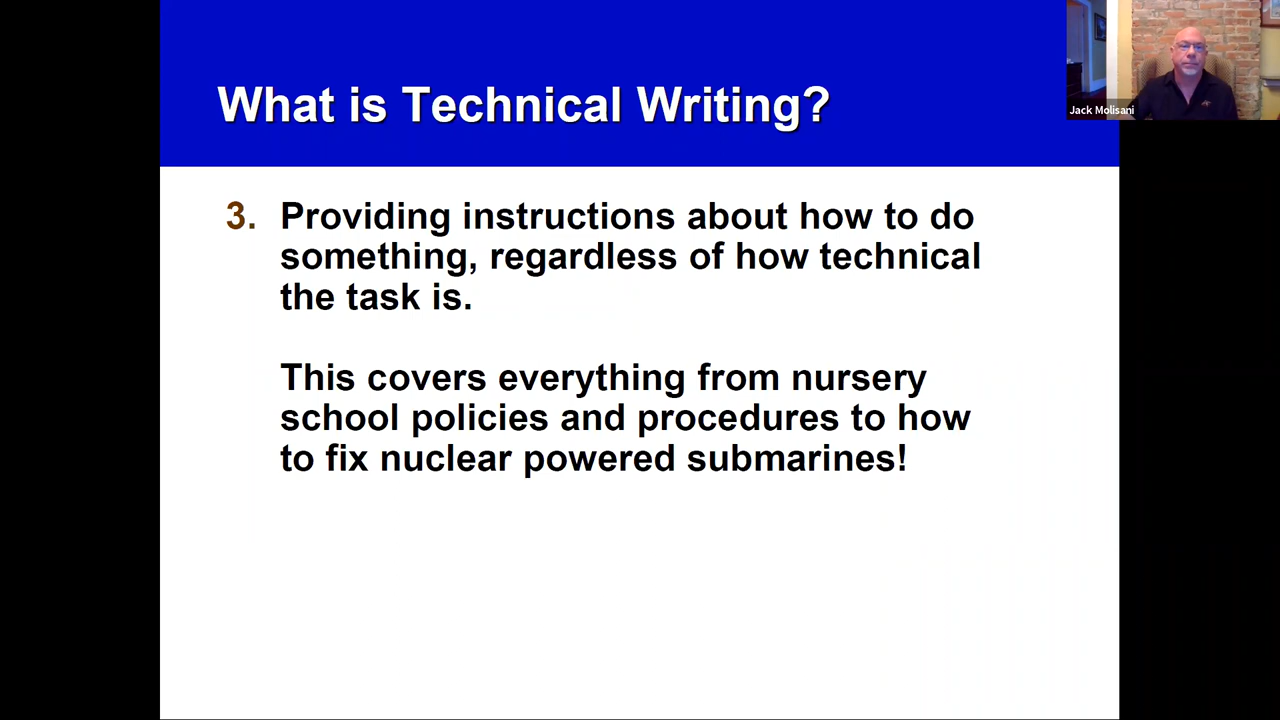 What is Technical Writing?
Jack Molisani
3. Providing instructions about how to do
something, regardless of how technical
the task is.
This covers everything from nursery
school policies and procedures to how
to fix nuclear powered submarines!